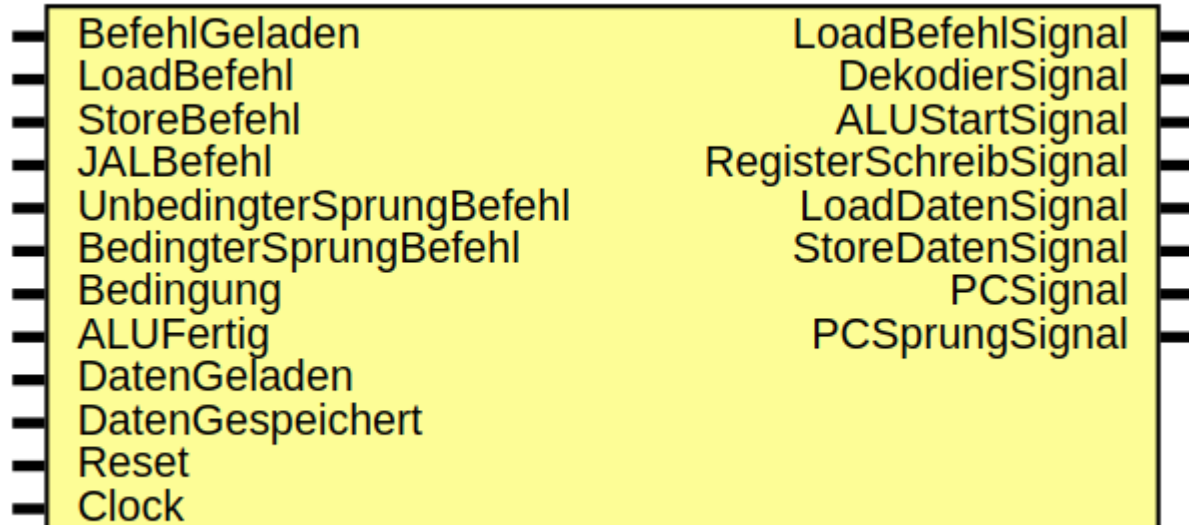 BefehlGeladen LoadBefehlSignal
LoadBefehl DekodierSignal
StoreBefehl ALUStartSignal
JALBefehl RegisterSchreibSignal
UnbedingterSprungBefehl LoadDatenSignal
BedingterSprungBefehl StoreDatenSignal
Bedingung PCSignal
ALUFertig PCSprungSignal
DatenGeladen
DatenGespeichert
Reset
Clock